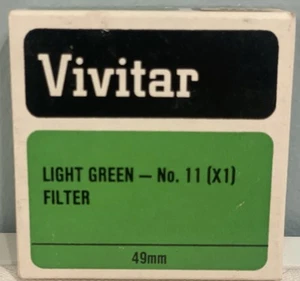 Vivitar
LIGHT GREEN – No. 11 (X1)
FILTER
49mm